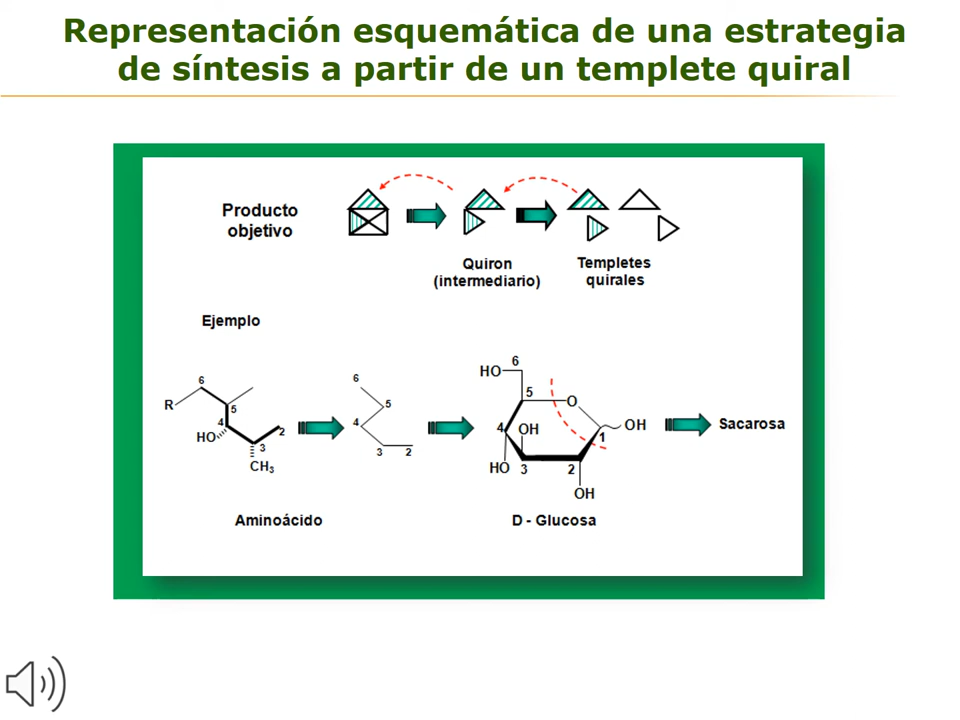 Representación esquemática de una estrategia
de síntesis a partir de un templete quiral
Producto
objetivo
Quiron
(intermediario)
Templetes
quirales
Ejemplo
R
6
5
4
HO
3
2
CH3
Aminoácido
6
5
4
3
2
HO
6
5
O
4
OH
OH
1
HO
3
2
OH
D - Glucosa
Sacarosa